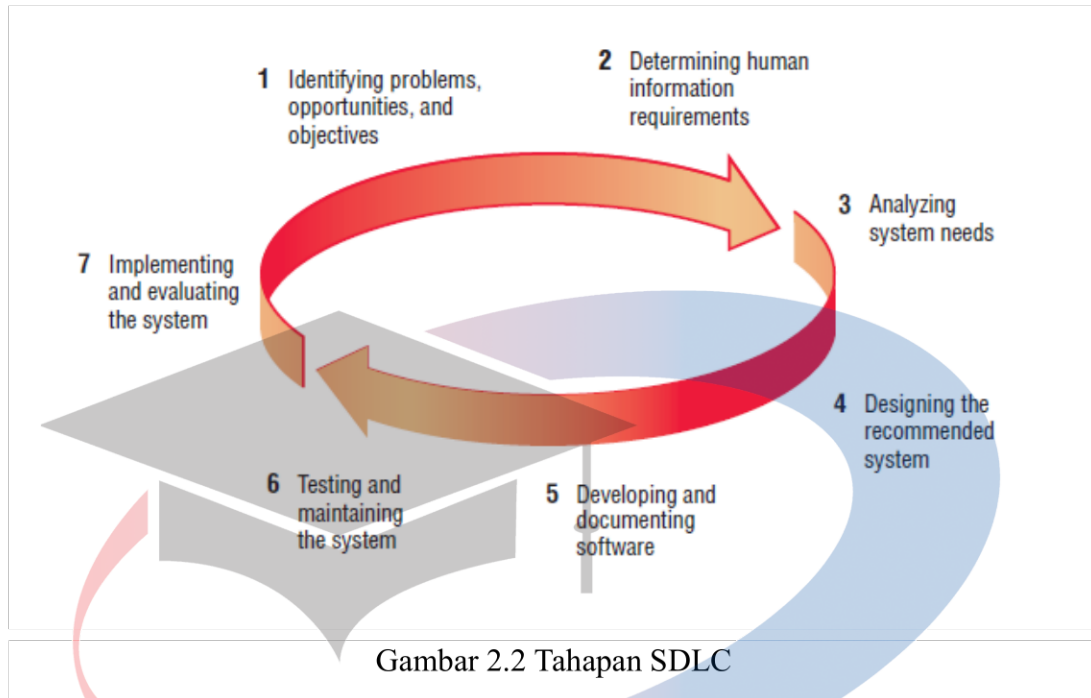 1 Identifying problems,
opportunities, and
objectives
2 Determining human
information
requirements
3 Analyzing
system needs
4 Designing the
recommended
system
5 Developing and
documenting
software
6 Testing and
maintaining
the system
7 Implementing
and evaluating
the system
Gambar 2.2 Tahapan SDLC